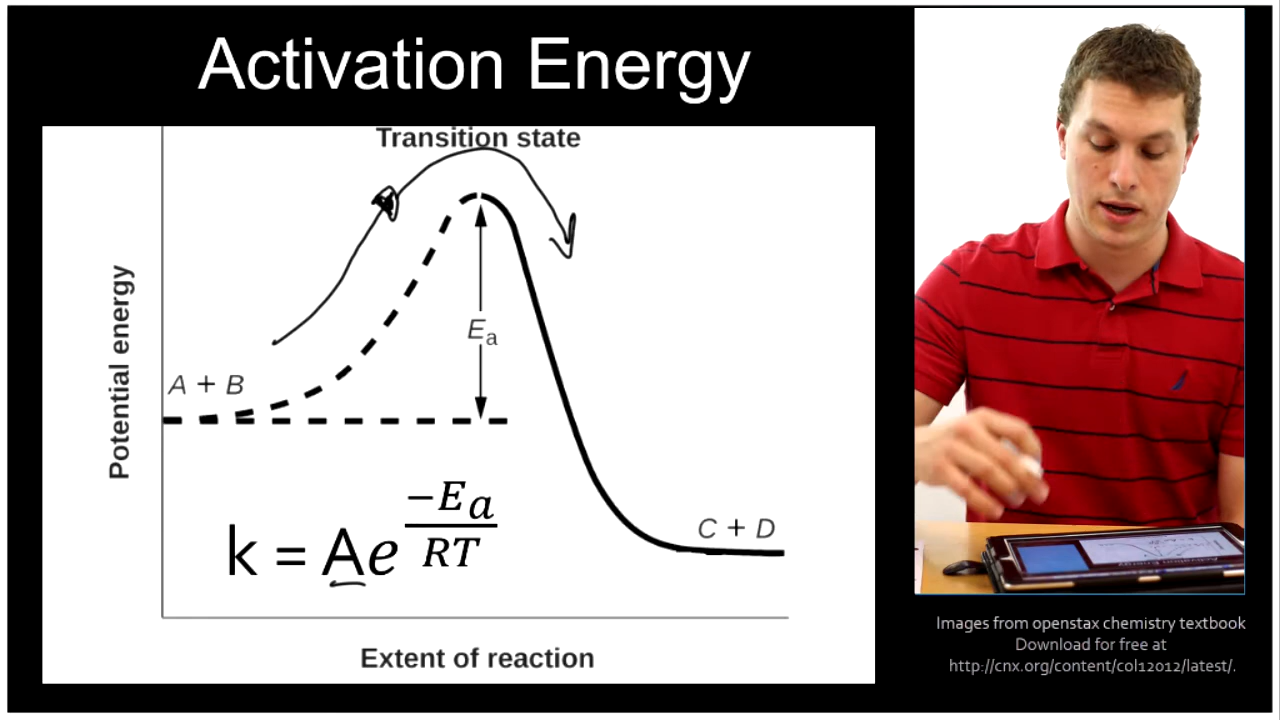 Activation Energy
Transition state
Potential energy
A + B
Eₐ
k = Ae^(−Eₐ/RT)
C + D
Extent of reaction
Images from openstax chemistry textbook
Download for free at
http://cnx.org/content/col12012/latest/.